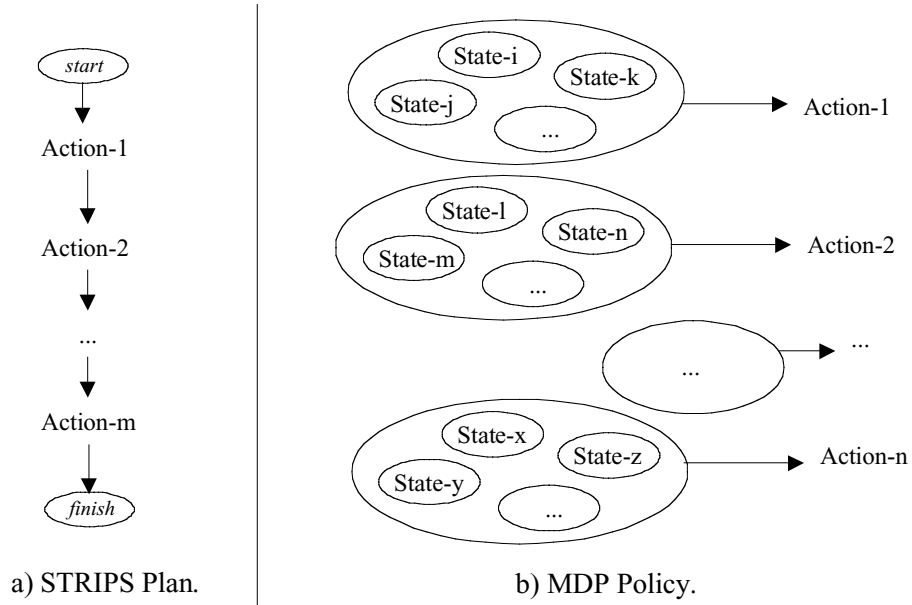 start
Action-1
Action-2
...
Action-m
finish
a) STRIPS Plan.
State-i
State-k
State-j
...
Action-1
State-l
State-n
State-m
...
Action-2
...
...
State-x
State-z
State-y
...
Action-n
b) MDP Policy.